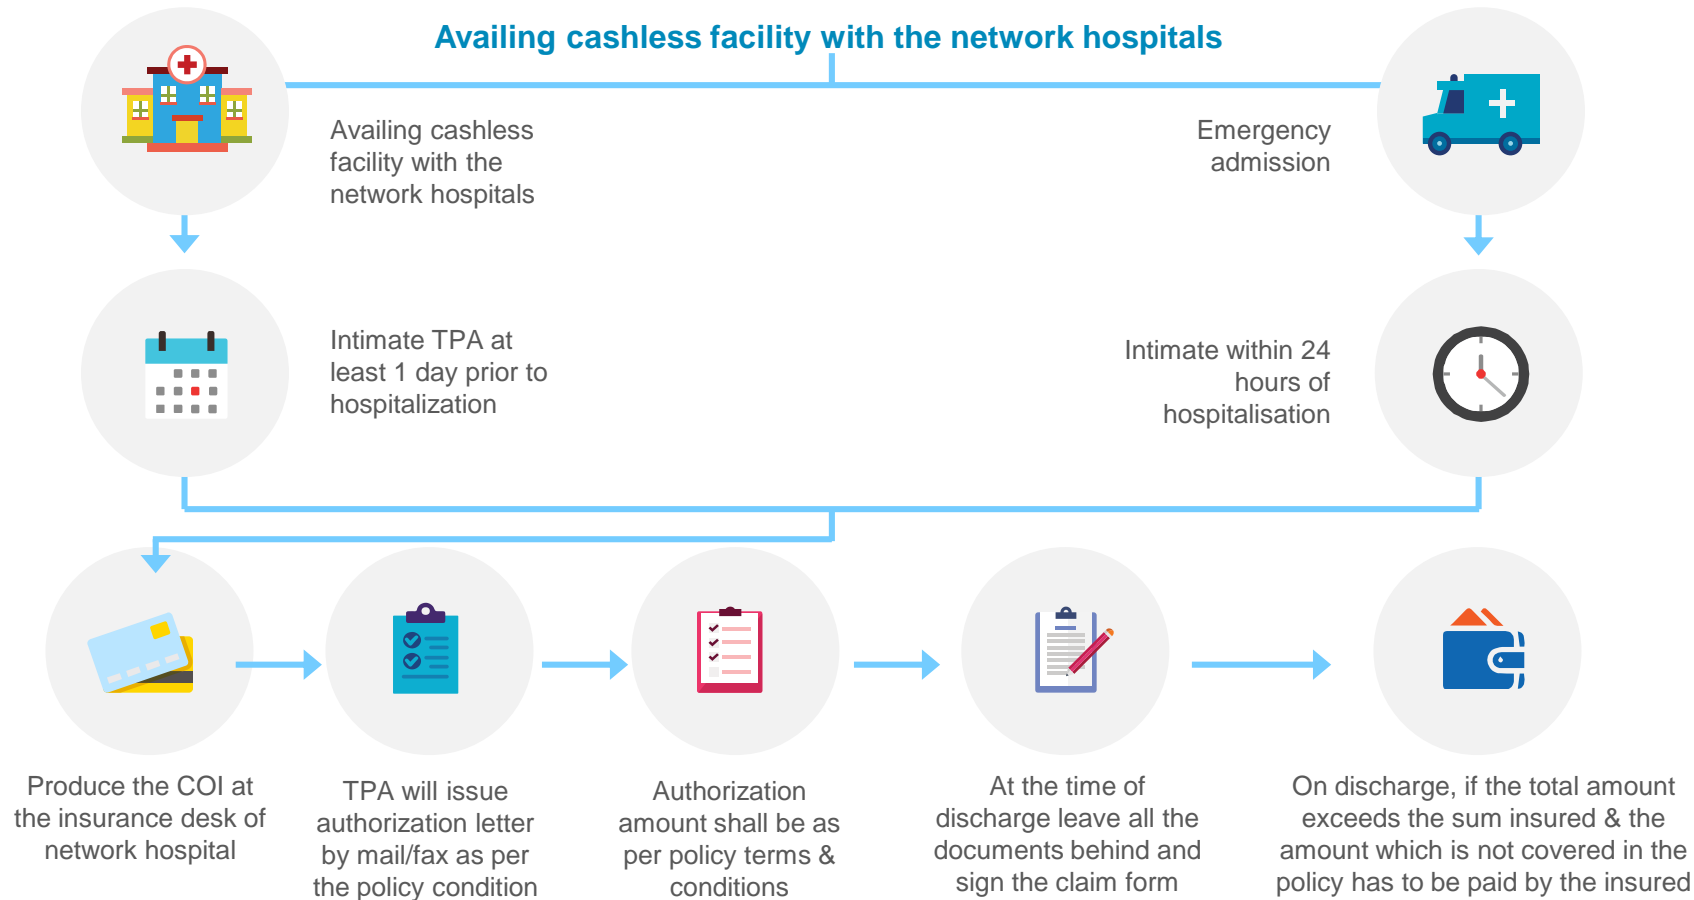 Availing cashless facility with the network hospitals
Availing cashless
facility with the
network hospitals
Emergency
admission
Intimate TPA at
least 1 day prior to
hospitalization
Intimate within 24
hours of
hospitalisation
Produce the COI at
the insurance desk of
network hospital
TPA will issue
authorization letter
by mail/fax as per
the policy condition
Authorization
amount shall be as
per policy terms &
conditions
At the time of
discharge leave all the
documents behind and
sign the claim form
On discharge, if the total amount
exceeds the sum insured & the
amount which is not covered in the
policy has to be paid by the insured